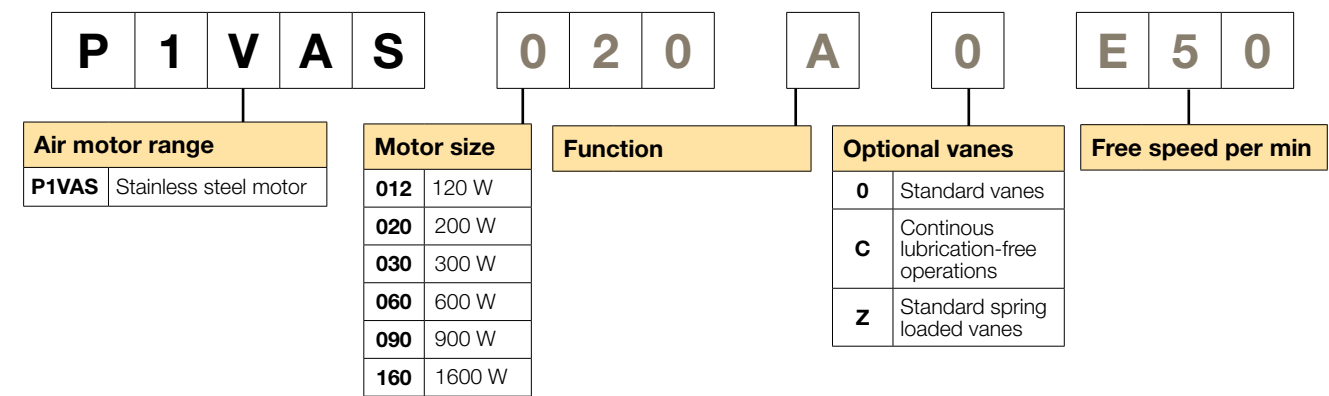 P 1 V A S 0 2 0 A 0 E 5 0
Air motor range
P1VAS Stainless steel motor
Motor size
012 120 W
020 200 W
030 300 W
060 600 W
090 900 W
160 1600 W
Function
Optional vanes
0 Standard vanes
C Continous
lubrication-free
operations
Z Standard spring
loaded vanes
Free speed per min